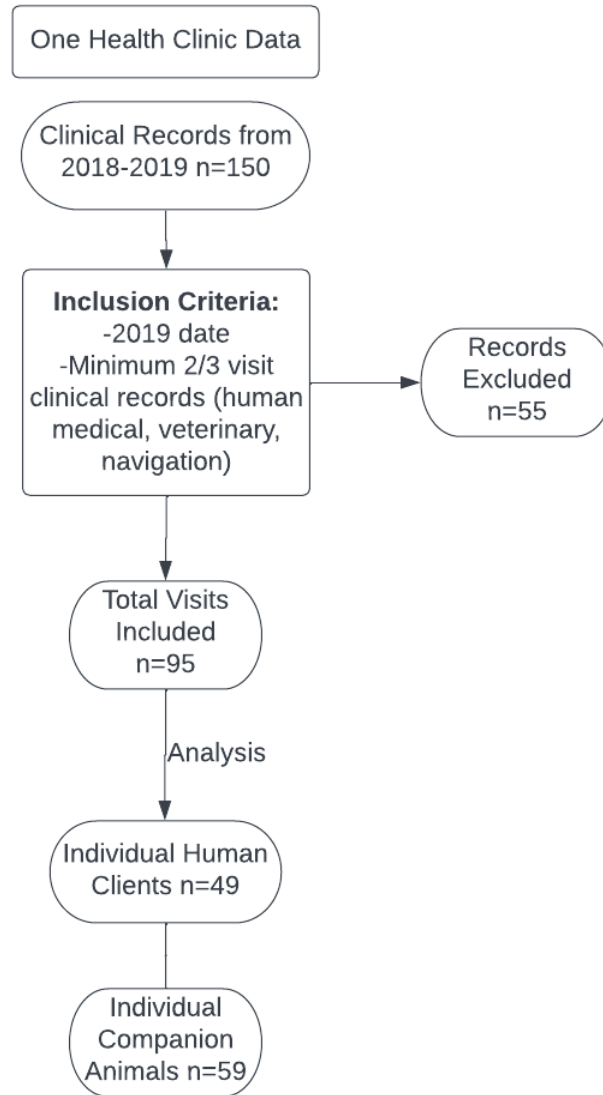 One Health Clinic Data
Clinical Records from
2018-2019 n=150
Inclusion Criteria:
-2019 date
-Minimum 2/3 visit
clinical records (human
medical, veterinary,
navigation)
Records
Excluded
n=55
Total Visits
Included
n=95
Analysis
Individual Human
Clients n=49
Individual
Companion
Animals n=59